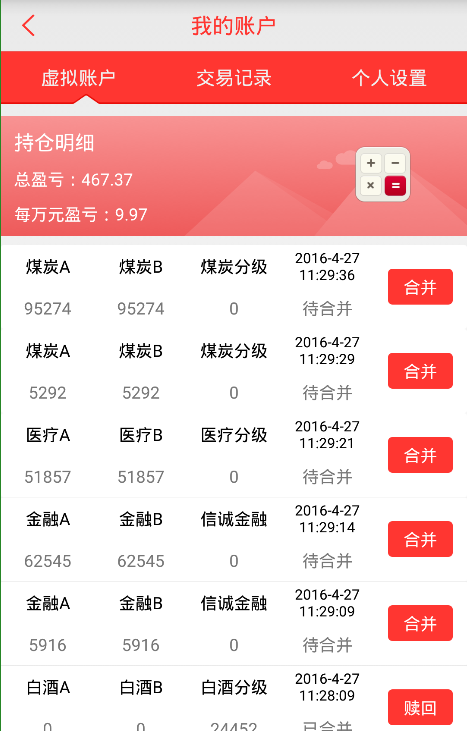 我的账户
虚拟账户 交易记录 个人设置
持仓明细
总盈亏：467.37
每万元盈亏：9.97
+ −
× =
煤炭A 煤炭B 煤炭分级 2016-4-27 11:29:36 合并
95274 95274 0 待合并
煤炭A 煤炭B 煤炭分级 2016-4-27 11:29:29 合并
5292 5292 0 待合并
医疗A 医疗B 医疗分级 2016-4-27 11:29:21 合并
51857 51857 0 待合并
金融A 金融B 信诚金融 2016-4-27 11:29:14 合并
62545 62545 0 待合并
金融A 金融B 信诚金融 2016-4-27 11:29:09 合并
5916 5916 0 待合并
白酒A 白酒B 白酒分级 2016-4-27 11:28:09 赎回
0 0 24452 已合并